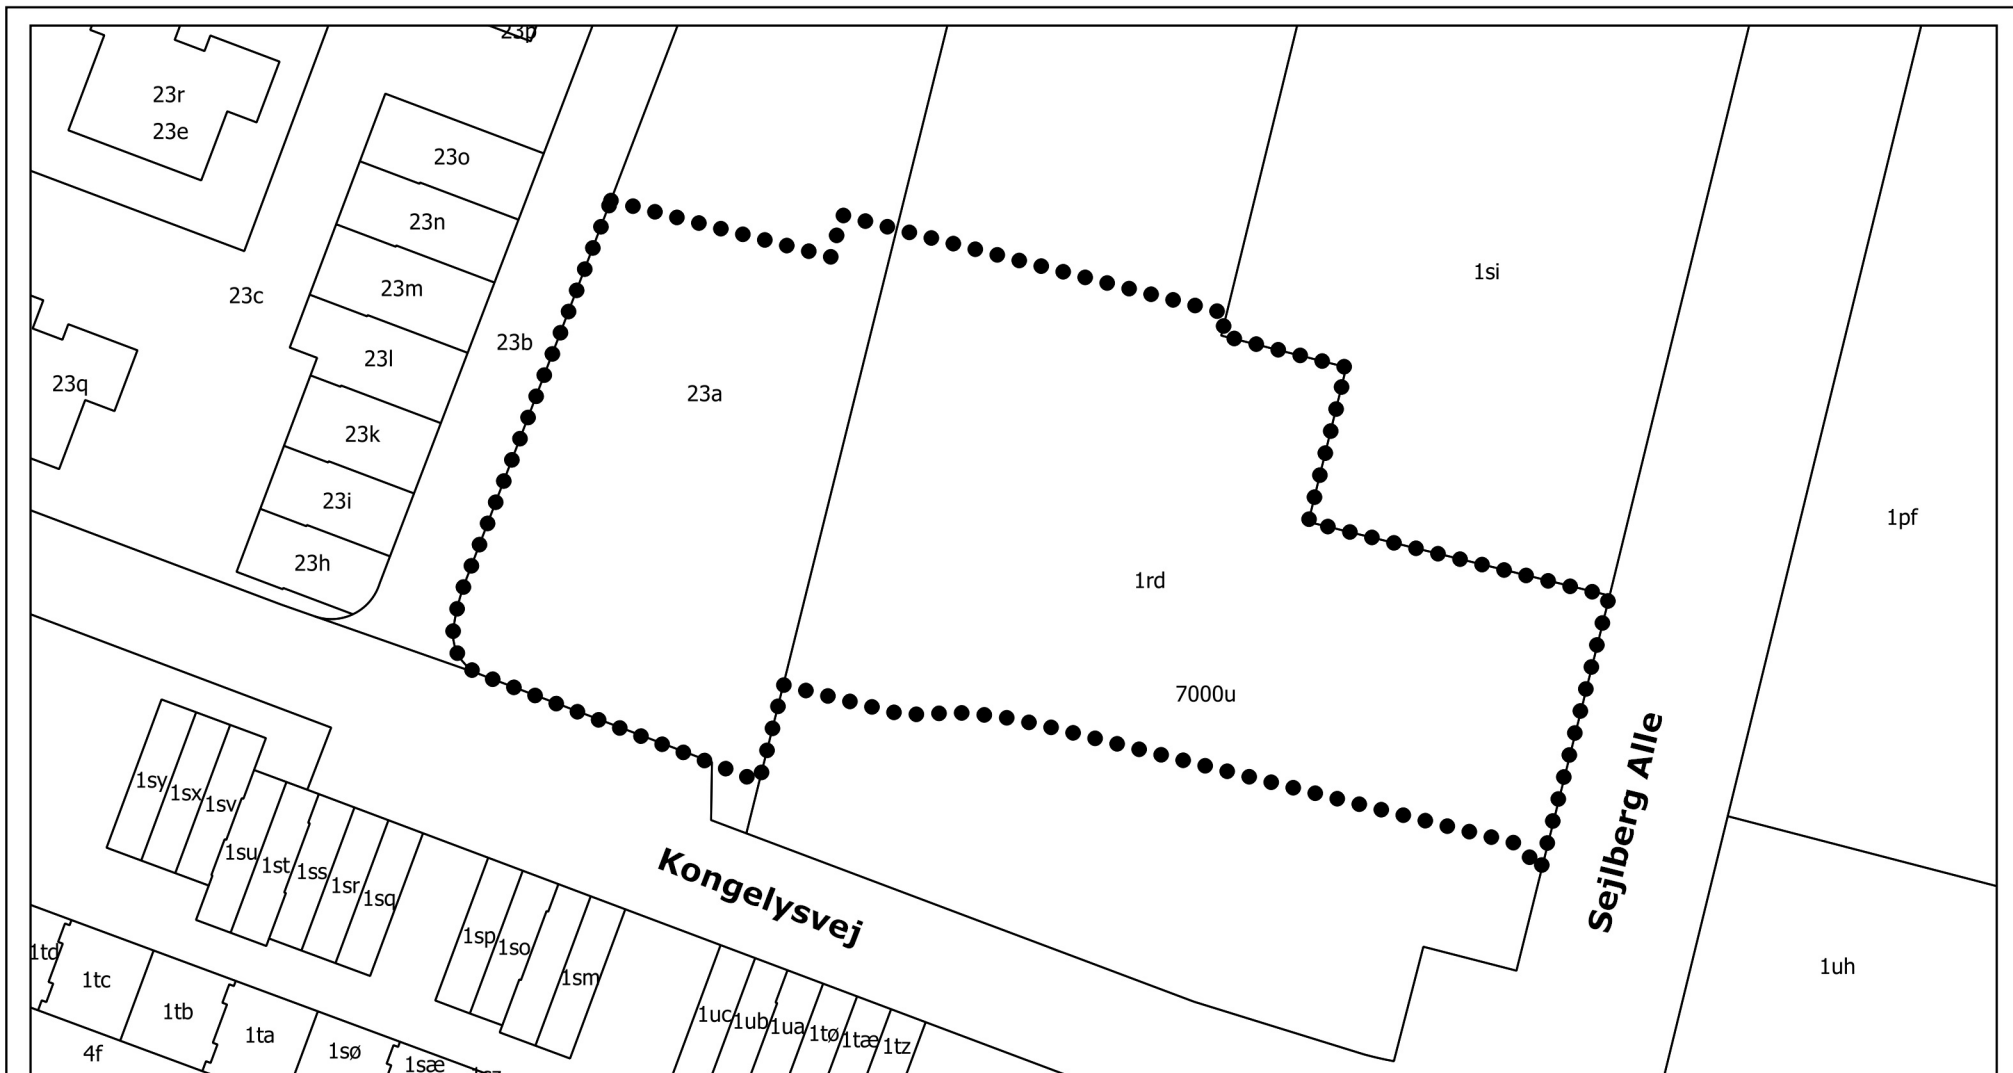 23p
23r
23e
23o
23n
23m
23l
23k
23i
23h
23c
23b
23q
23a
1si
1rd
7000u
1pf
1uh
Sejlberg Alle
Kongelysvej
1sy
1sx
1sv
1su
1st
1ss
1sr
1sq
1sp
1so
1sm
1uc
1ub
1ua
1tø
1tæ
1tz
1td
1tc
1tb
1ta
1sø
1sæ
4f